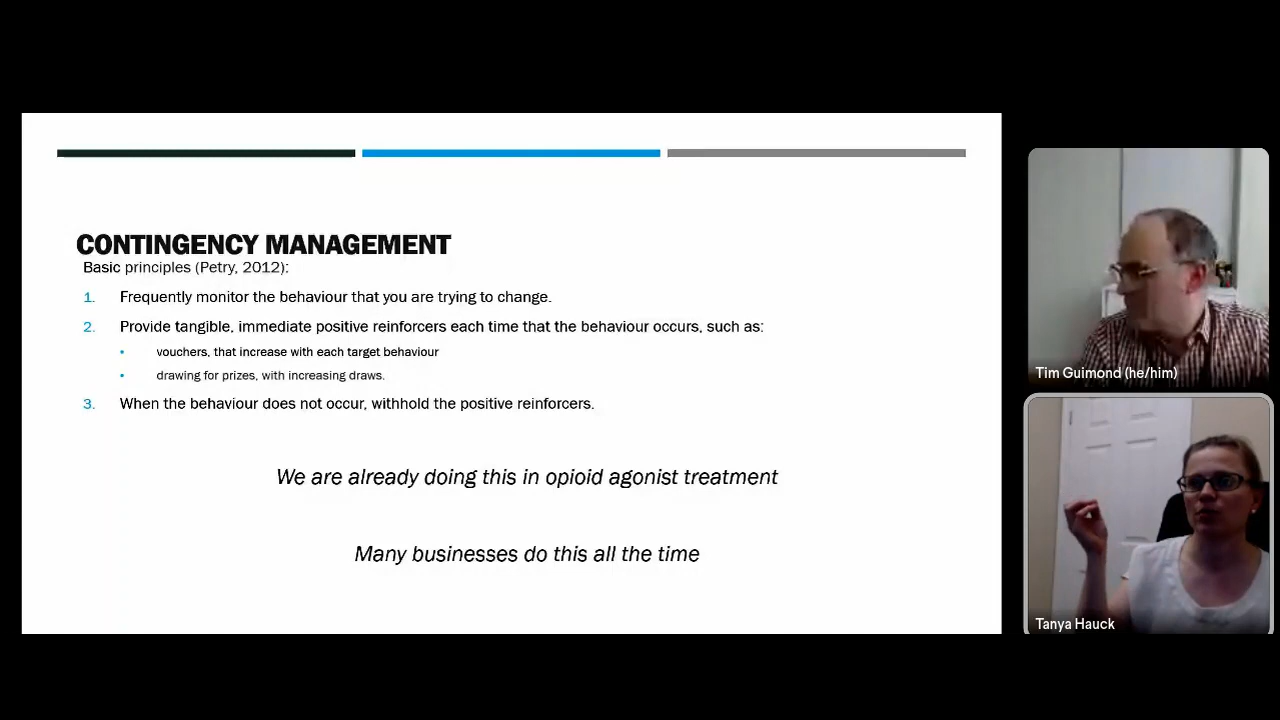 CONTINGENCY MANAGEMENT
Basic principles (Petry, 2012):
1. Frequently monitor the behaviour that you are trying to change.
2. Provide tangible, immediate positive reinforcers each time that the behaviour occurs, such as:
• vouchers, that increase with each target behaviour
• drawing for prizes, with increasing draws.
3. When the behaviour does not occur, withhold the positive reinforcers.
We are already doing this in opioid agonist treatment
Many businesses do this all the time
Tim Guimond (he/him)
Tanya Hauck